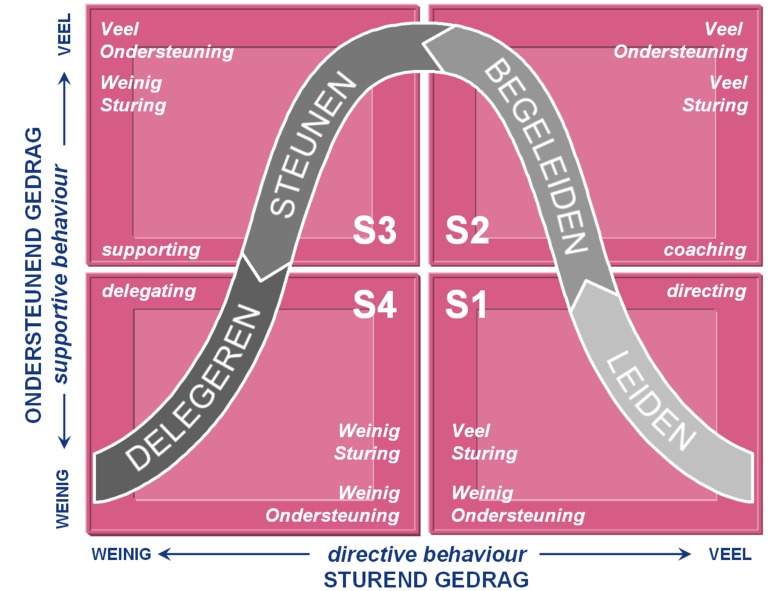 VEEL
ONDERSTEUNEND GEDRAG
supportive behaviour
WEINIG
Veel
Ondersteuning
Weinig
Sturing
STEUNEN
S3
supporting
Veel
Ondersteuning
Veel
Sturing
BEGELEIDEN
S2
coaching
delegating
S4
DELEGEREN
Weinig
Sturing
Weinig
Ondersteuning
S1
directing
LEIDEN
Veel
Sturing
Weinig
Ondersteuning
WEINIG
directive behaviour
VEEL
STUREND GEDRAG